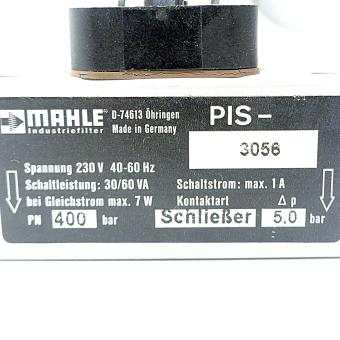 MAHLE D-74613 Öhringen PIS -
Industriefilter Made in Germany
3056
Spannung 230 V 40-60 Hz
Schaltleistung: 30/60 VA Schaltstrom: max. 1 A
bei Gleichstrom max. 7 W Kontaktart Δ p
PN 400 bar Schließer 5,0 bar